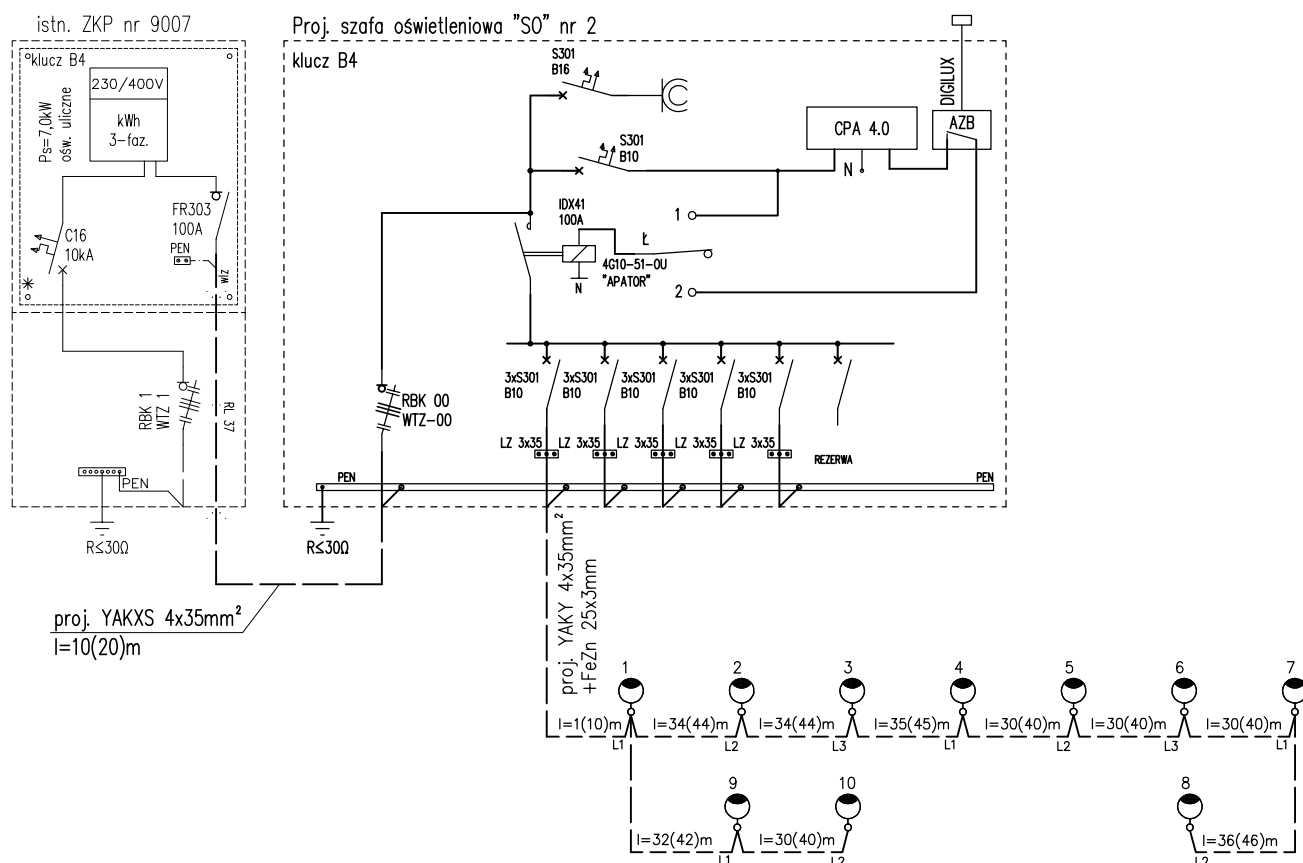 istn. ZKP nr 9007
klucz B4
230/400V
kWh
3-faz.
Ps=7,0kW
ośw. uliczne
C16
10kA
FR303
100A
PEN
wlz
RBK 1
WTZ 1
RL 37
PEN
R≤30Ω
proj. YAKXS 4x35mm²
l=10(20)m
Proj. szafa oświetleniowa "SO" nr 2
klucz B4
S301
B16
S301
B10
DIGILUX
CPA 4.0
AZB
N
IDX41
100A
N
1
Ł
4G10-51-0U
"APATOR"
2
RBK 00
WTZ-00
3xS301
B10
3xS301
B10
3xS301
B10
3xS301
B10
3xS301
B10
LZ 3x35
LZ 3x35
LZ 3x35
LZ 3x35
LZ 3x35
REZERWA
PEN
PEN
R≤30Ω
proj. YAKY 4x35mm²
+FeZn 25x3mm
1
2
3
4
5
6
7
l=1(10)m
l=34(44)m
l=34(44)m
l=35(45)m
l=30(40)m
l=30(40)m
l=30(40)m
L1
L2
L3
L1
L2
L3
L1
9
10
8
l=32(42)m
l=30(40)m
l=36(46)m
L1
L2
L2